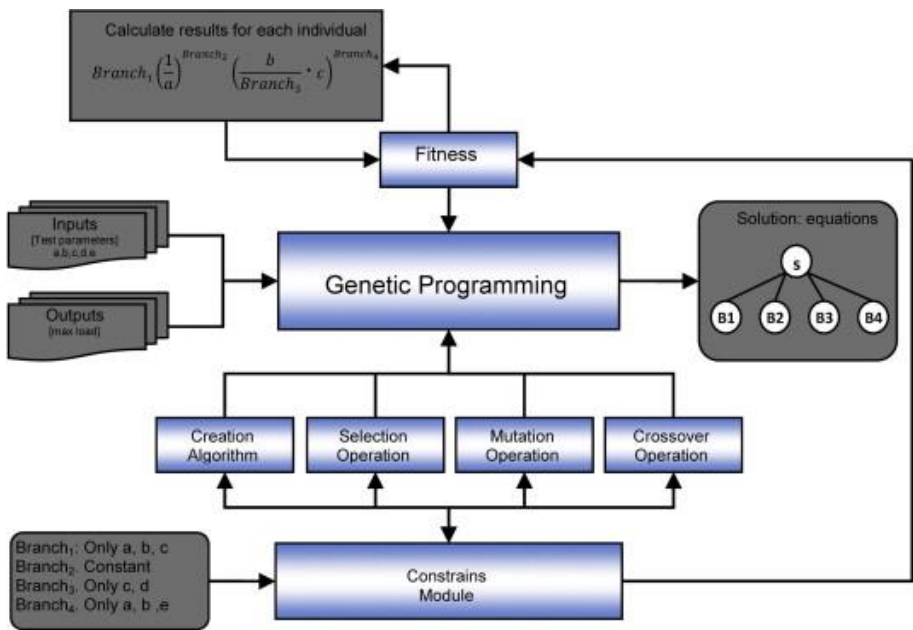 Calculate results for each individual
Branch₁(1/a)^Branch₂ (b/Branch₃ · c)^Branch₄
Fitness
Inputs
[Test parameters]
a,b,c,d,e
Outputs
[max load]
Genetic Programming
Solution: equations
S
B1 B2 B3 B4
Creation
Algorithm
Selection
Operation
Mutation
Operation
Crossover
Operation
Branch₁: Only a, b, c
Branch₂. Constant
Branch₃. Only c, d
Branch₄. Only a, b ,e
Constrains
Module